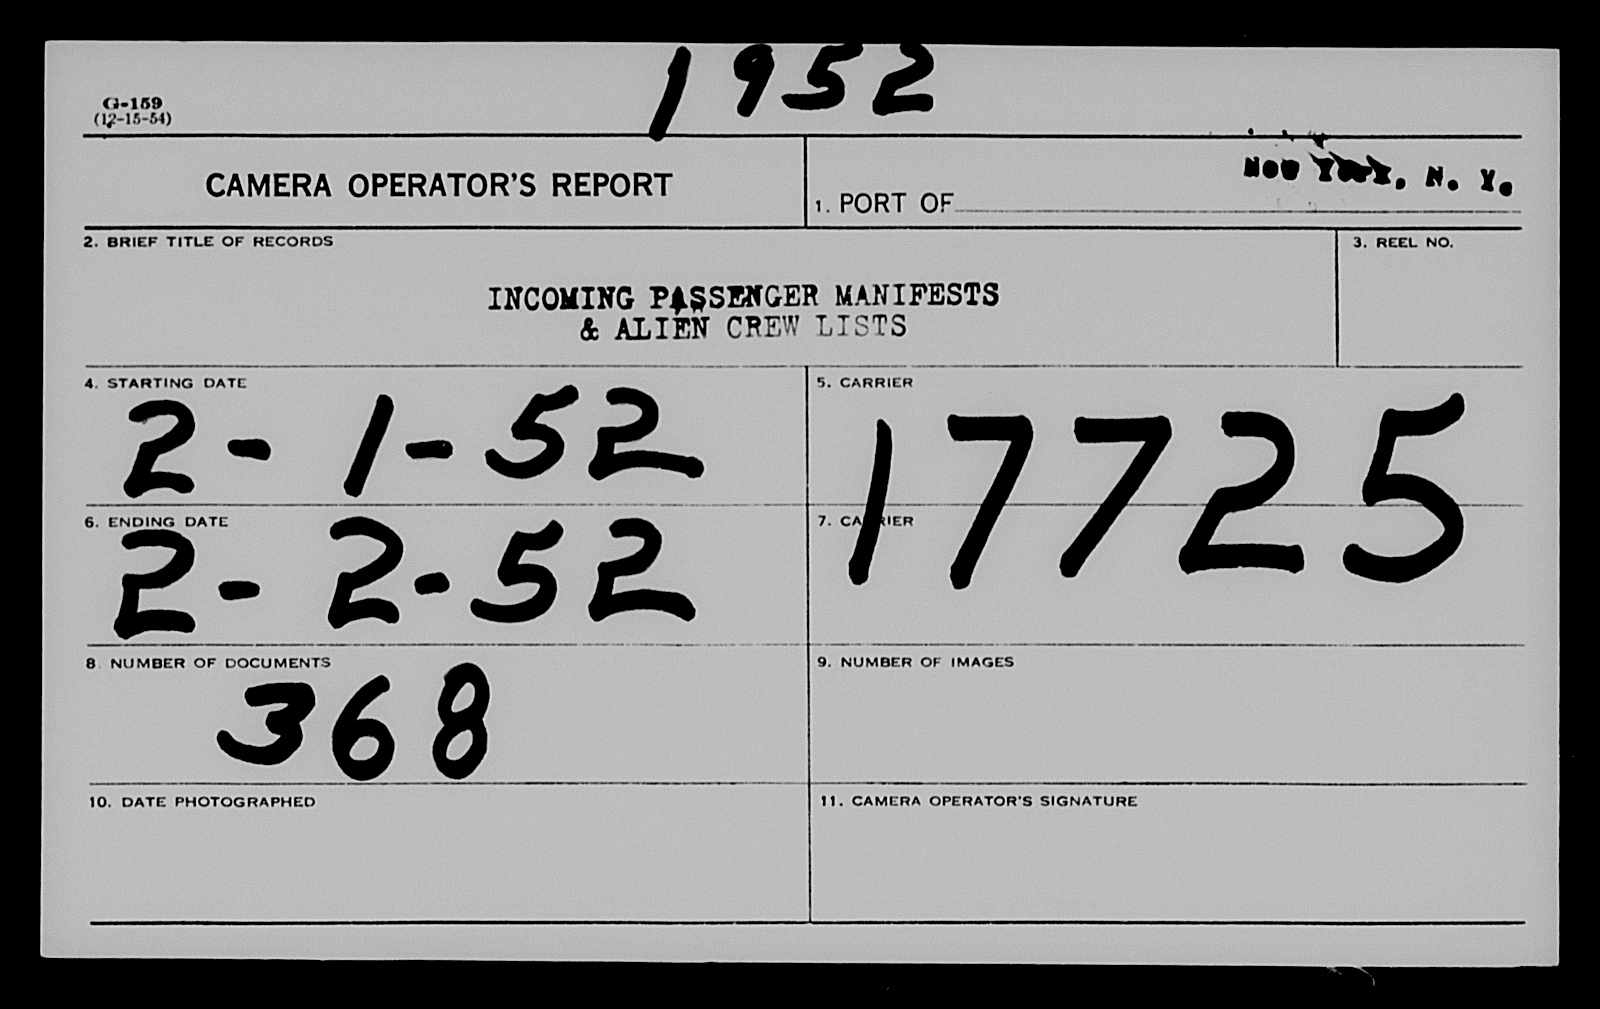 1952
G-159
(12-15-54)
CAMERA OPERATOR'S REPORT
1. PORT OF New York, N. Y.
2. BRIEF TITLE OF RECORDS
3. REEL NO.
INCOMING PASSENGER MANIFESTS
& ALIEN CREW LISTS
4. STARTING DATE
2-1-52
5. CARRIER
17725
6. ENDING DATE
2-2-52
7. CARRIER
8. NUMBER OF DOCUMENTS
368
9. NUMBER OF IMAGES
10. DATE PHOTOGRAPHED
11. CAMERA OPERATOR'S SIGNATURE